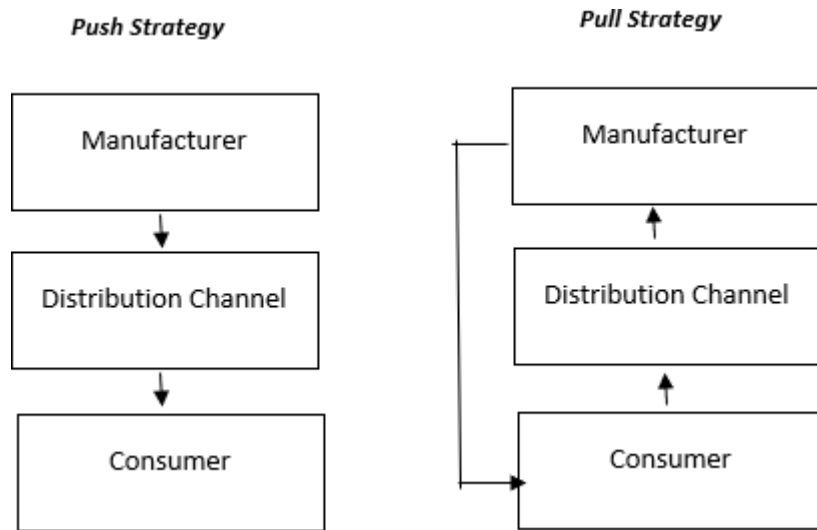 Push Strategy
Manufacturer
Distribution Channel
Consumer
Pull Strategy
Manufacturer
Distribution Channel
Consumer